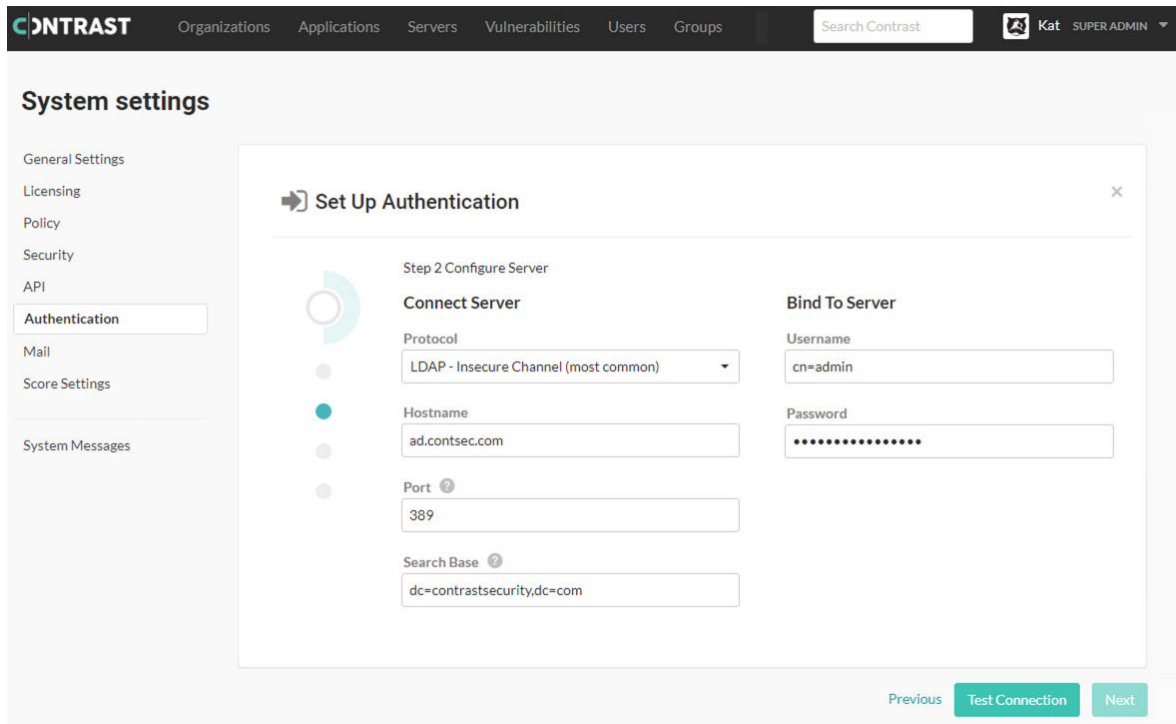 CONTRAST Organizations Applications Servers Vulnerabilities Users Groups Search Contrast Kat SUPER ADMIN
System settings
General Settings
Licensing
Policy
Security
API
Authentication
Mail
Score Settings
System Messages
Set Up Authentication
Step 2 Configure Server
Connect Server
Protocol
LDAP - Insecure Channel (most common)
Hostname
ad.contsec.com
Port ?
389
Search Base ?
dc=contrastsecurity,dc=com
Bind To Server
Username
cn=admin
Password
••••••••••••••••
Previous Test Connection Next